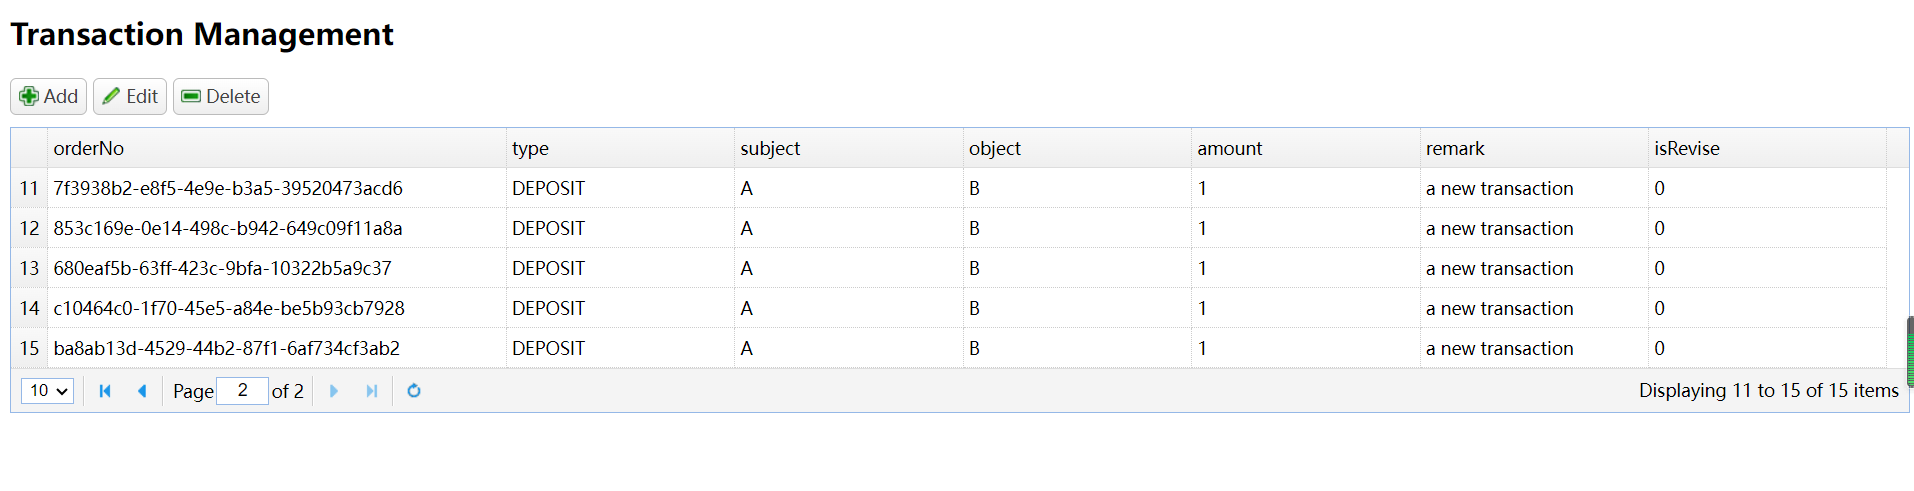 Transaction Management
Add Edit Delete
orderNo type subject object amount remark isRevise
11 7f3938b2-e8f5-4e9e-b3a5-39520473acd6 DEPOSIT A B 1 a new transaction 0
12 853c169e-0e14-498c-b942-649c09f11a8a DEPOSIT A B 1 a new transaction 0
13 680eaf5b-63ff-423c-9bfa-10322b5a9c37 DEPOSIT A B 1 a new transaction 0
14 c10464c0-1f70-45e5-a84e-be5b93cb7928 DEPOSIT A B 1 a new transaction 0
15 ba8ab13d-4529-44b2-87f1-6af734cf3ab2 DEPOSIT A B 1 a new transaction 0
10 Page 2 of 2 Displaying 11 to 15 of 15 items